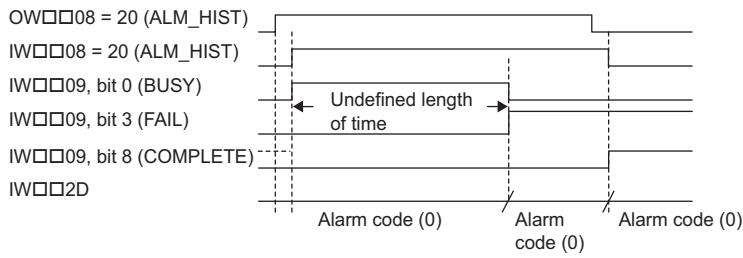 OW□□08 = 20 (ALM_HIST)
IW□□08 = 20 (ALM_HIST)
IW□□09, bit 0 (BUSY)
Undefined length
of time
IW□□09, bit 3 (FAIL)
IW□□09, bit 8 (COMPLETE)
IW□□2D
Alarm code (0)
Alarm
code (0)
Alarm code (0)